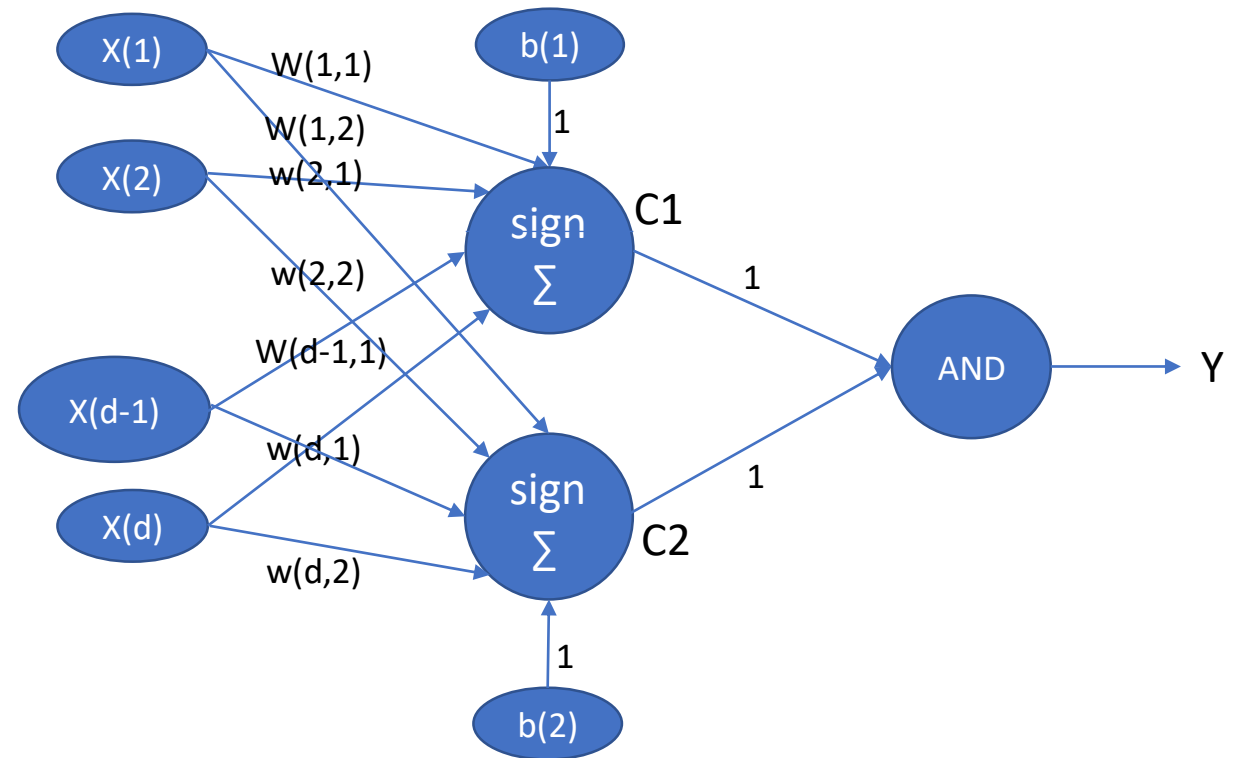 X(1)
b(1)
W(1,1)
1
W(1,2)
X(2)
w(2,1)
sign
∑
C1
w(2,2)
1
W(d-1,1)
AND
Y
X(d-1)
w(d,1)
1
sign
∑
C2
X(d)
w(d,2)
1
b(2)